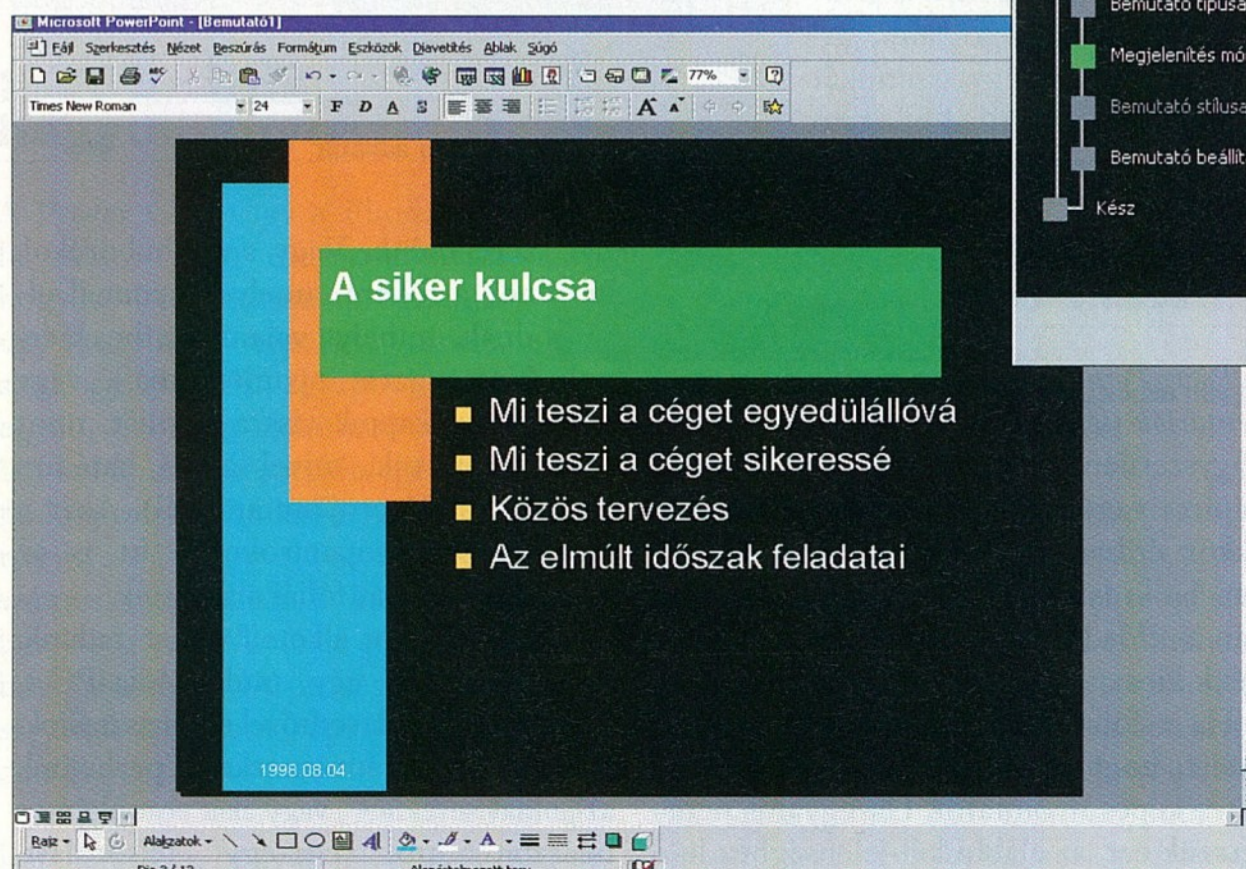 Microsoft PowerPoint - [Bemutató1]
Fájl Szerkesztés Nézet Beszúrás Formátum Eszközök Diavetítés Ablak Súgó
77%
Times New Roman 24 F D A S A A
A siker kulcsa
Mi teszi a céget egyedülállóvá
Mi teszi a céget sikeressé
Közös tervezés
Az elmúlt időszak feladatai
1998.08.04.
Rajz Alakzatok
Bemutató típusa
Megjelenítés mó
Bemutató stílusa
Bemutató beállít
Kész